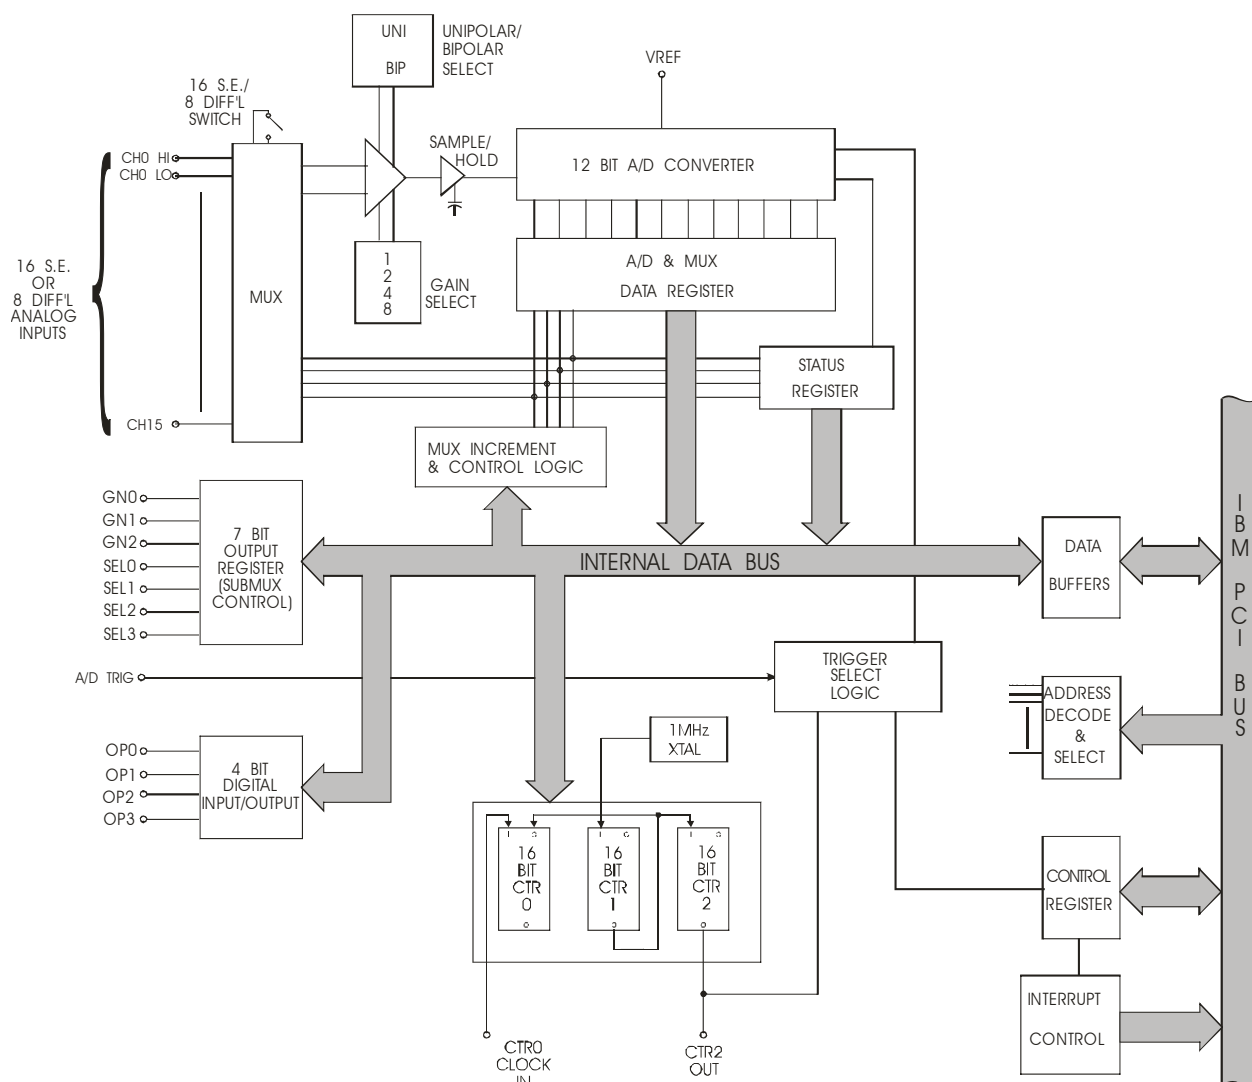 UNI
BIP
UNIPOLAR/
BIPOLAR
SELECT
VREF
16 S.E./
8 DIFF'L
SWITCH
SAMPLE/
HOLD
12 BIT A/D CONVERTER
CH0 HI
CH0 LO
16 S.E.
OR
8 DIFF'L
ANALOG
INPUTS
MUX
1
2
4
8
GAIN
SELECT
A/D & MUX
DATA REGISTER
STATUS
REGISTER
CH15
MUX INCREMENT
& CONTROL LOGIC
GN0
GN1
GN2
SEL0
SEL1
SEL2
SEL3
7 BIT
OUTPUT
REGISTER
(SUBMUX
CONTROL)
INTERNAL DATA BUS
DATA
BUFFERS
IBM PCI BUS
A/D TRIG
TRIGGER
SELECT
LOGIC
ADDRESS
DECODE
&
SELECT
1MHz
XTAL
OP0
OP1
OP2
OP3
4 BIT
DIGITAL
INPUT/OUTPUT
I G
16
BIT
CTR
0
O
I G
16
BIT
CTR
1
O
I G
16
BIT
CTR
2
O
CONTROL
REGISTER
INTERRUPT
CONTROL
CTR0
CLOCK
IN
CTR2
OUT